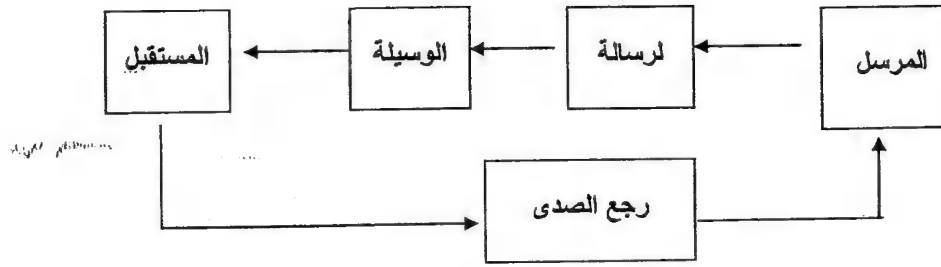 المرسل
لرسالة
الوسيلة
المستقبل
رجع الصدى